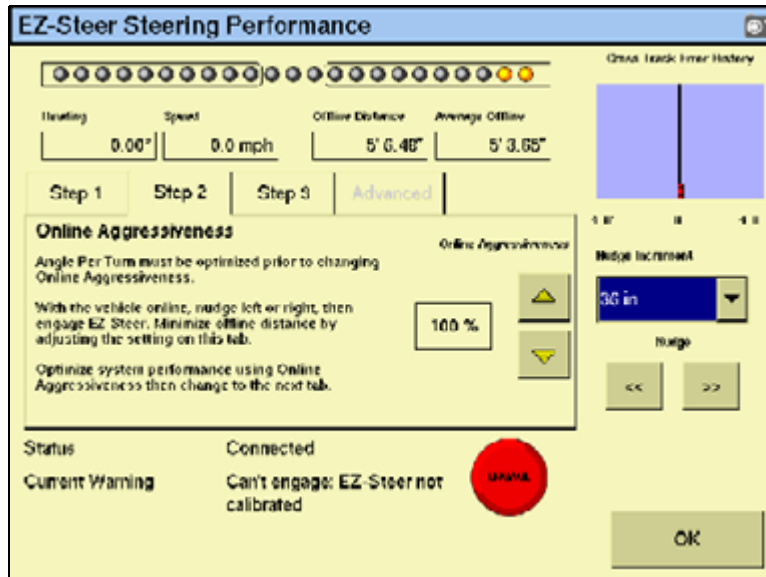 EZ-Steer Steering Performance
Cross Track Error History
Heading Speed Offline Distance Average Offline
0.00° 0.0 mph 5' 6.48" 5' 3.65"
Step 1 Step 2 Step 3 Advanced
Online Aggressiveness
Online Aggressiveness
Angle Per Turn must be optimized prior to changing
Online Aggressiveness.
With the vehicle online, nudge left or right, then
engage EZ Steer. Minimize offline distance by
adjusting the setting on this tab.
100 %
Optimize system performance using Online
Aggressiveness then change to the next tab.
Nudge Increment
36 in
Nudge
<< >>
Status Connected
Current Warning Can't engage: EZ-Steer not
calibrated
OK